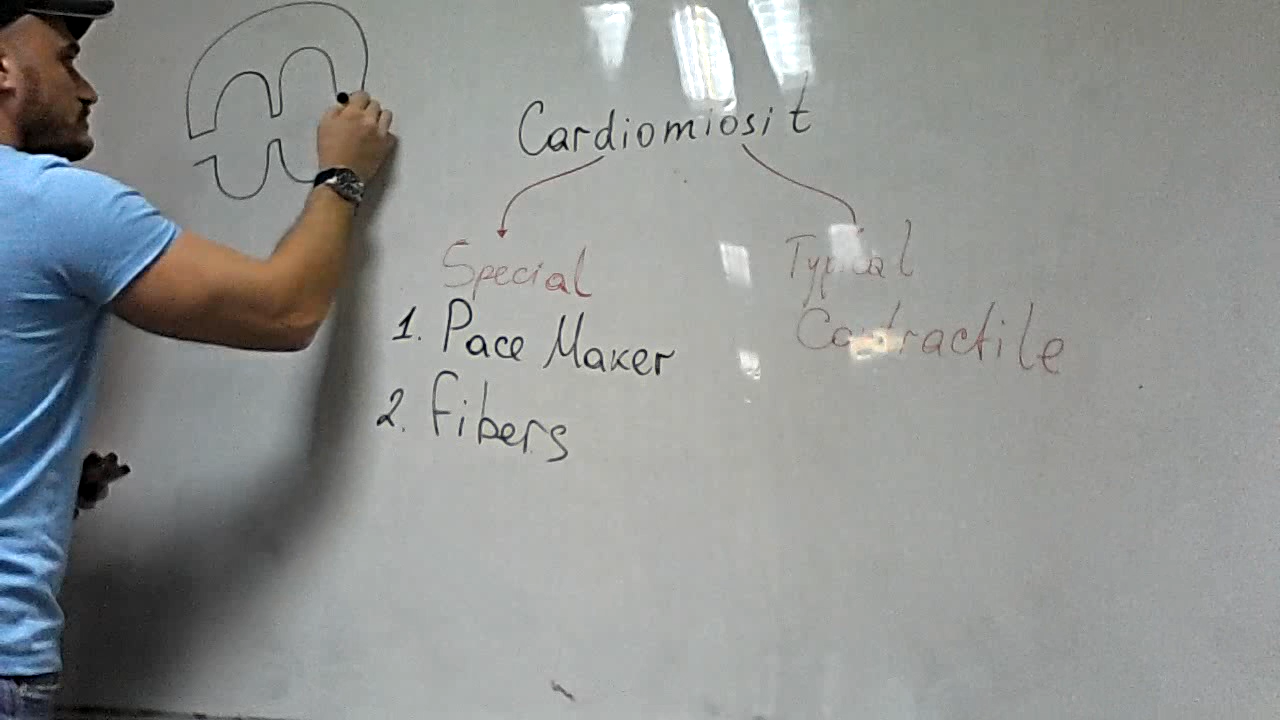 Cardiomiosit
Special
Typical
1. Pace Maker
Contractile
2. Fibers